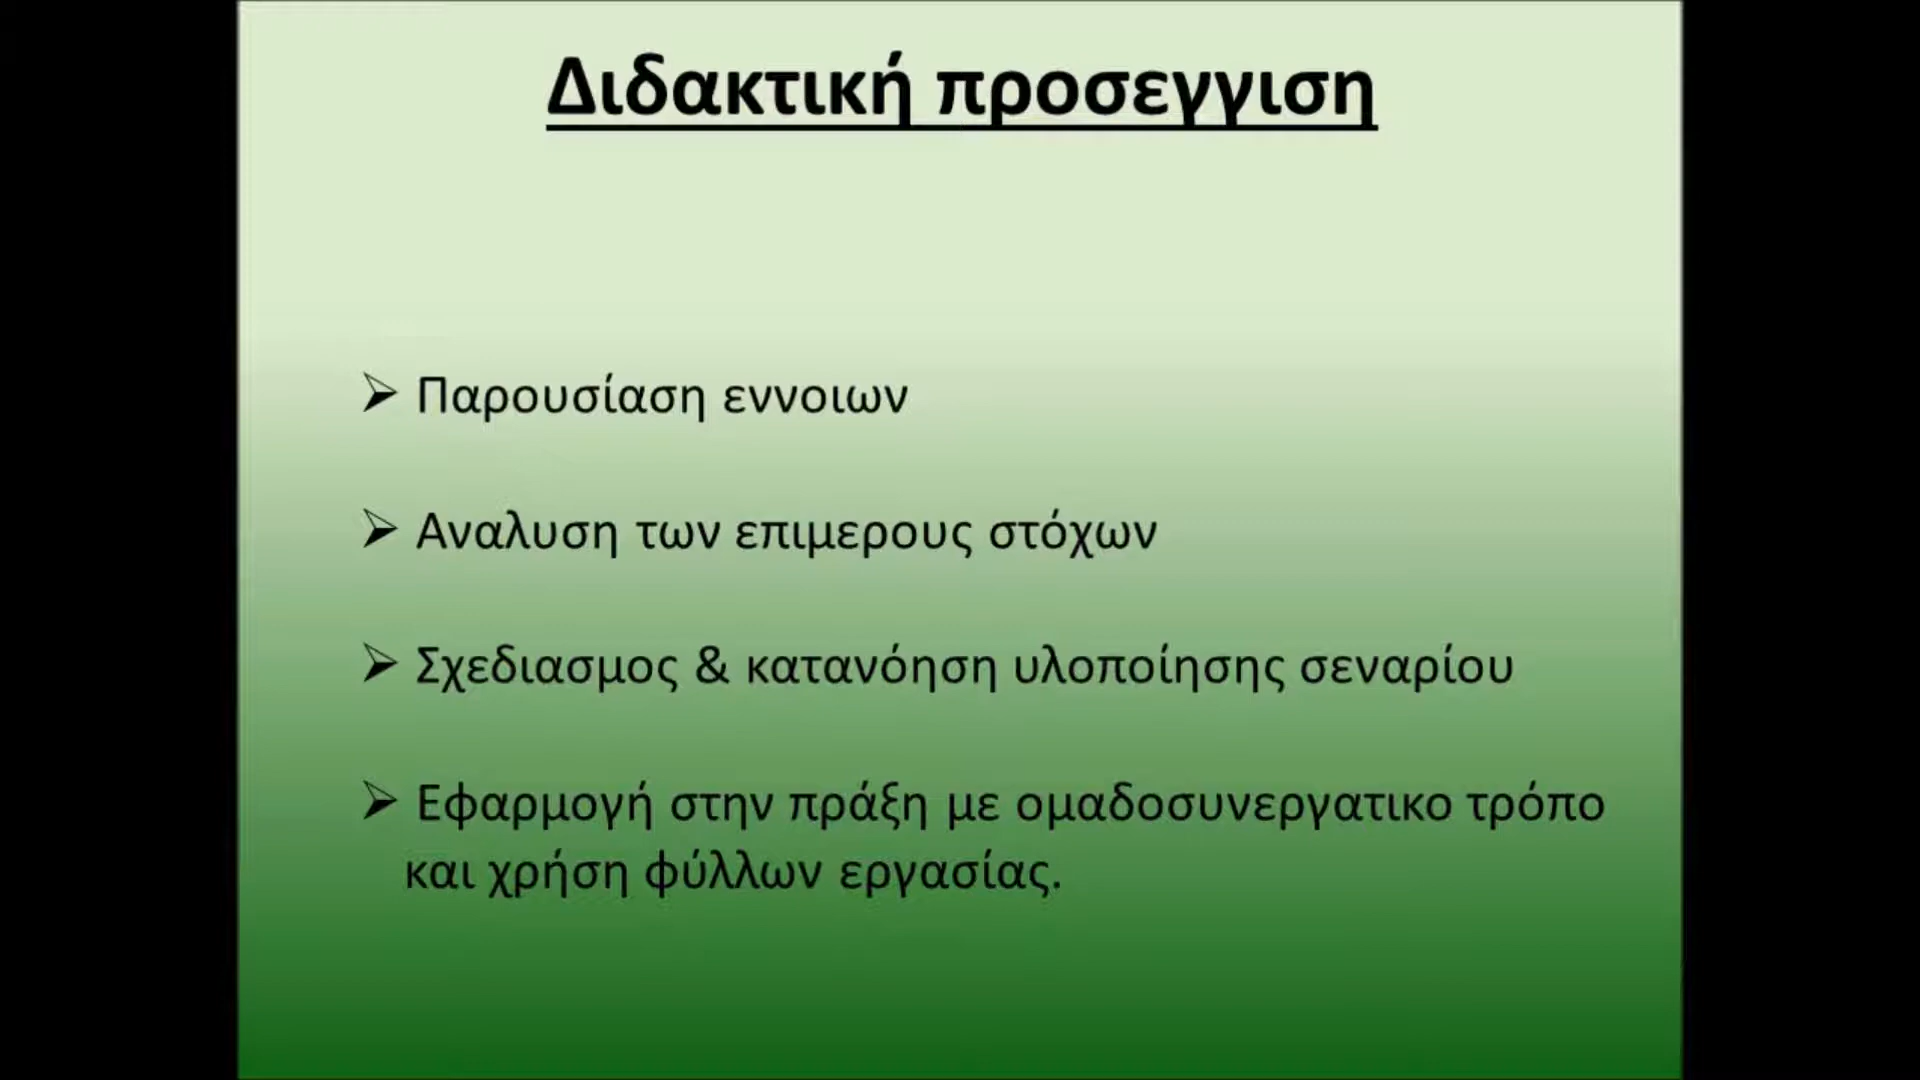 Διδακτική προσεγγιση
➢ Παρουσίαση εννοιων
➢ Αναλυση των επιμερους στόχων
➢ Σχεδιασμος & κατανόηση υλοποίησης σεναρίου
➢ Εφαρμογή στην πράξη με ομαδοσυνεργατικο τρόπο
και χρήση φύλλων εργασίας.